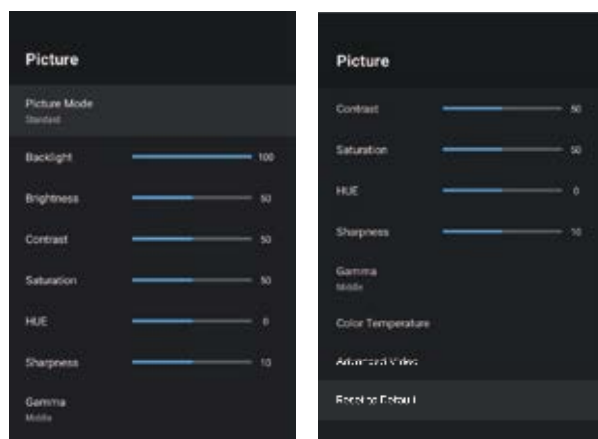 Picture
Picture Mode
Standard
Backlight 100
Brightness 50
Contrast 50
Saturation 50
HUE 0
Sharpness 10
Gamma
Middle
Picture
Contrast 50
Saturation 50
HUE 0
Sharpness 10
Gamma
Middle
Color Temperature
Advanced Video
Reset to Default